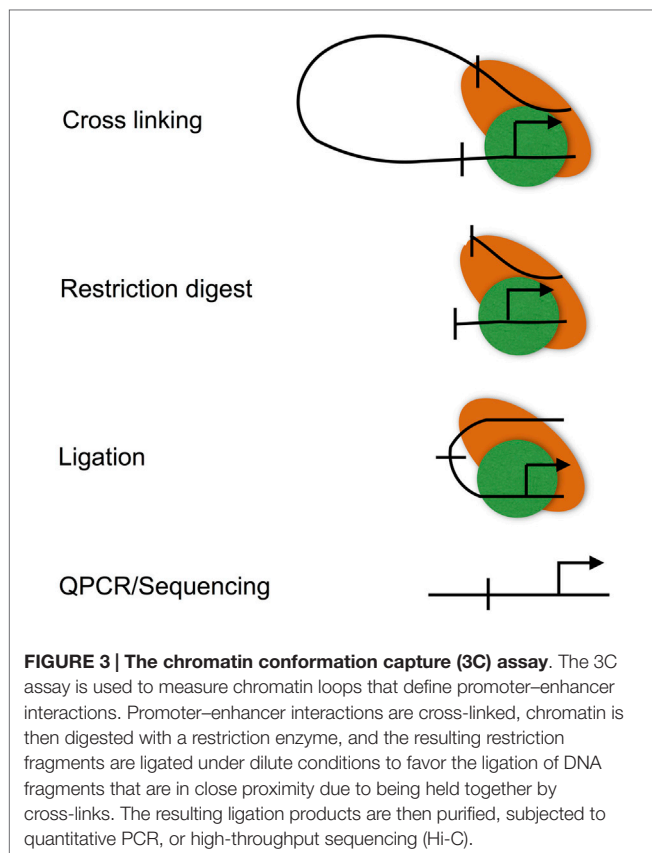 Cross linking
Restriction digest
Ligation
QPCR/Sequencing
FIGURE 3 | The chromatin conformation capture (3C) assay. The 3C
assay is used to measure chromatin loops that define promoter–enhancer
interactions. Promoter–enhancer interactions are cross-linked, chromatin is
then digested with a restriction enzyme, and the resulting restriction
fragments are ligated under dilute conditions to favor the ligation of DNA
fragments that are in close proximity due to being held together by
cross-links. The resulting ligation products are then purified, subjected to
quantitative PCR, or high-throughput sequencing (Hi-C).